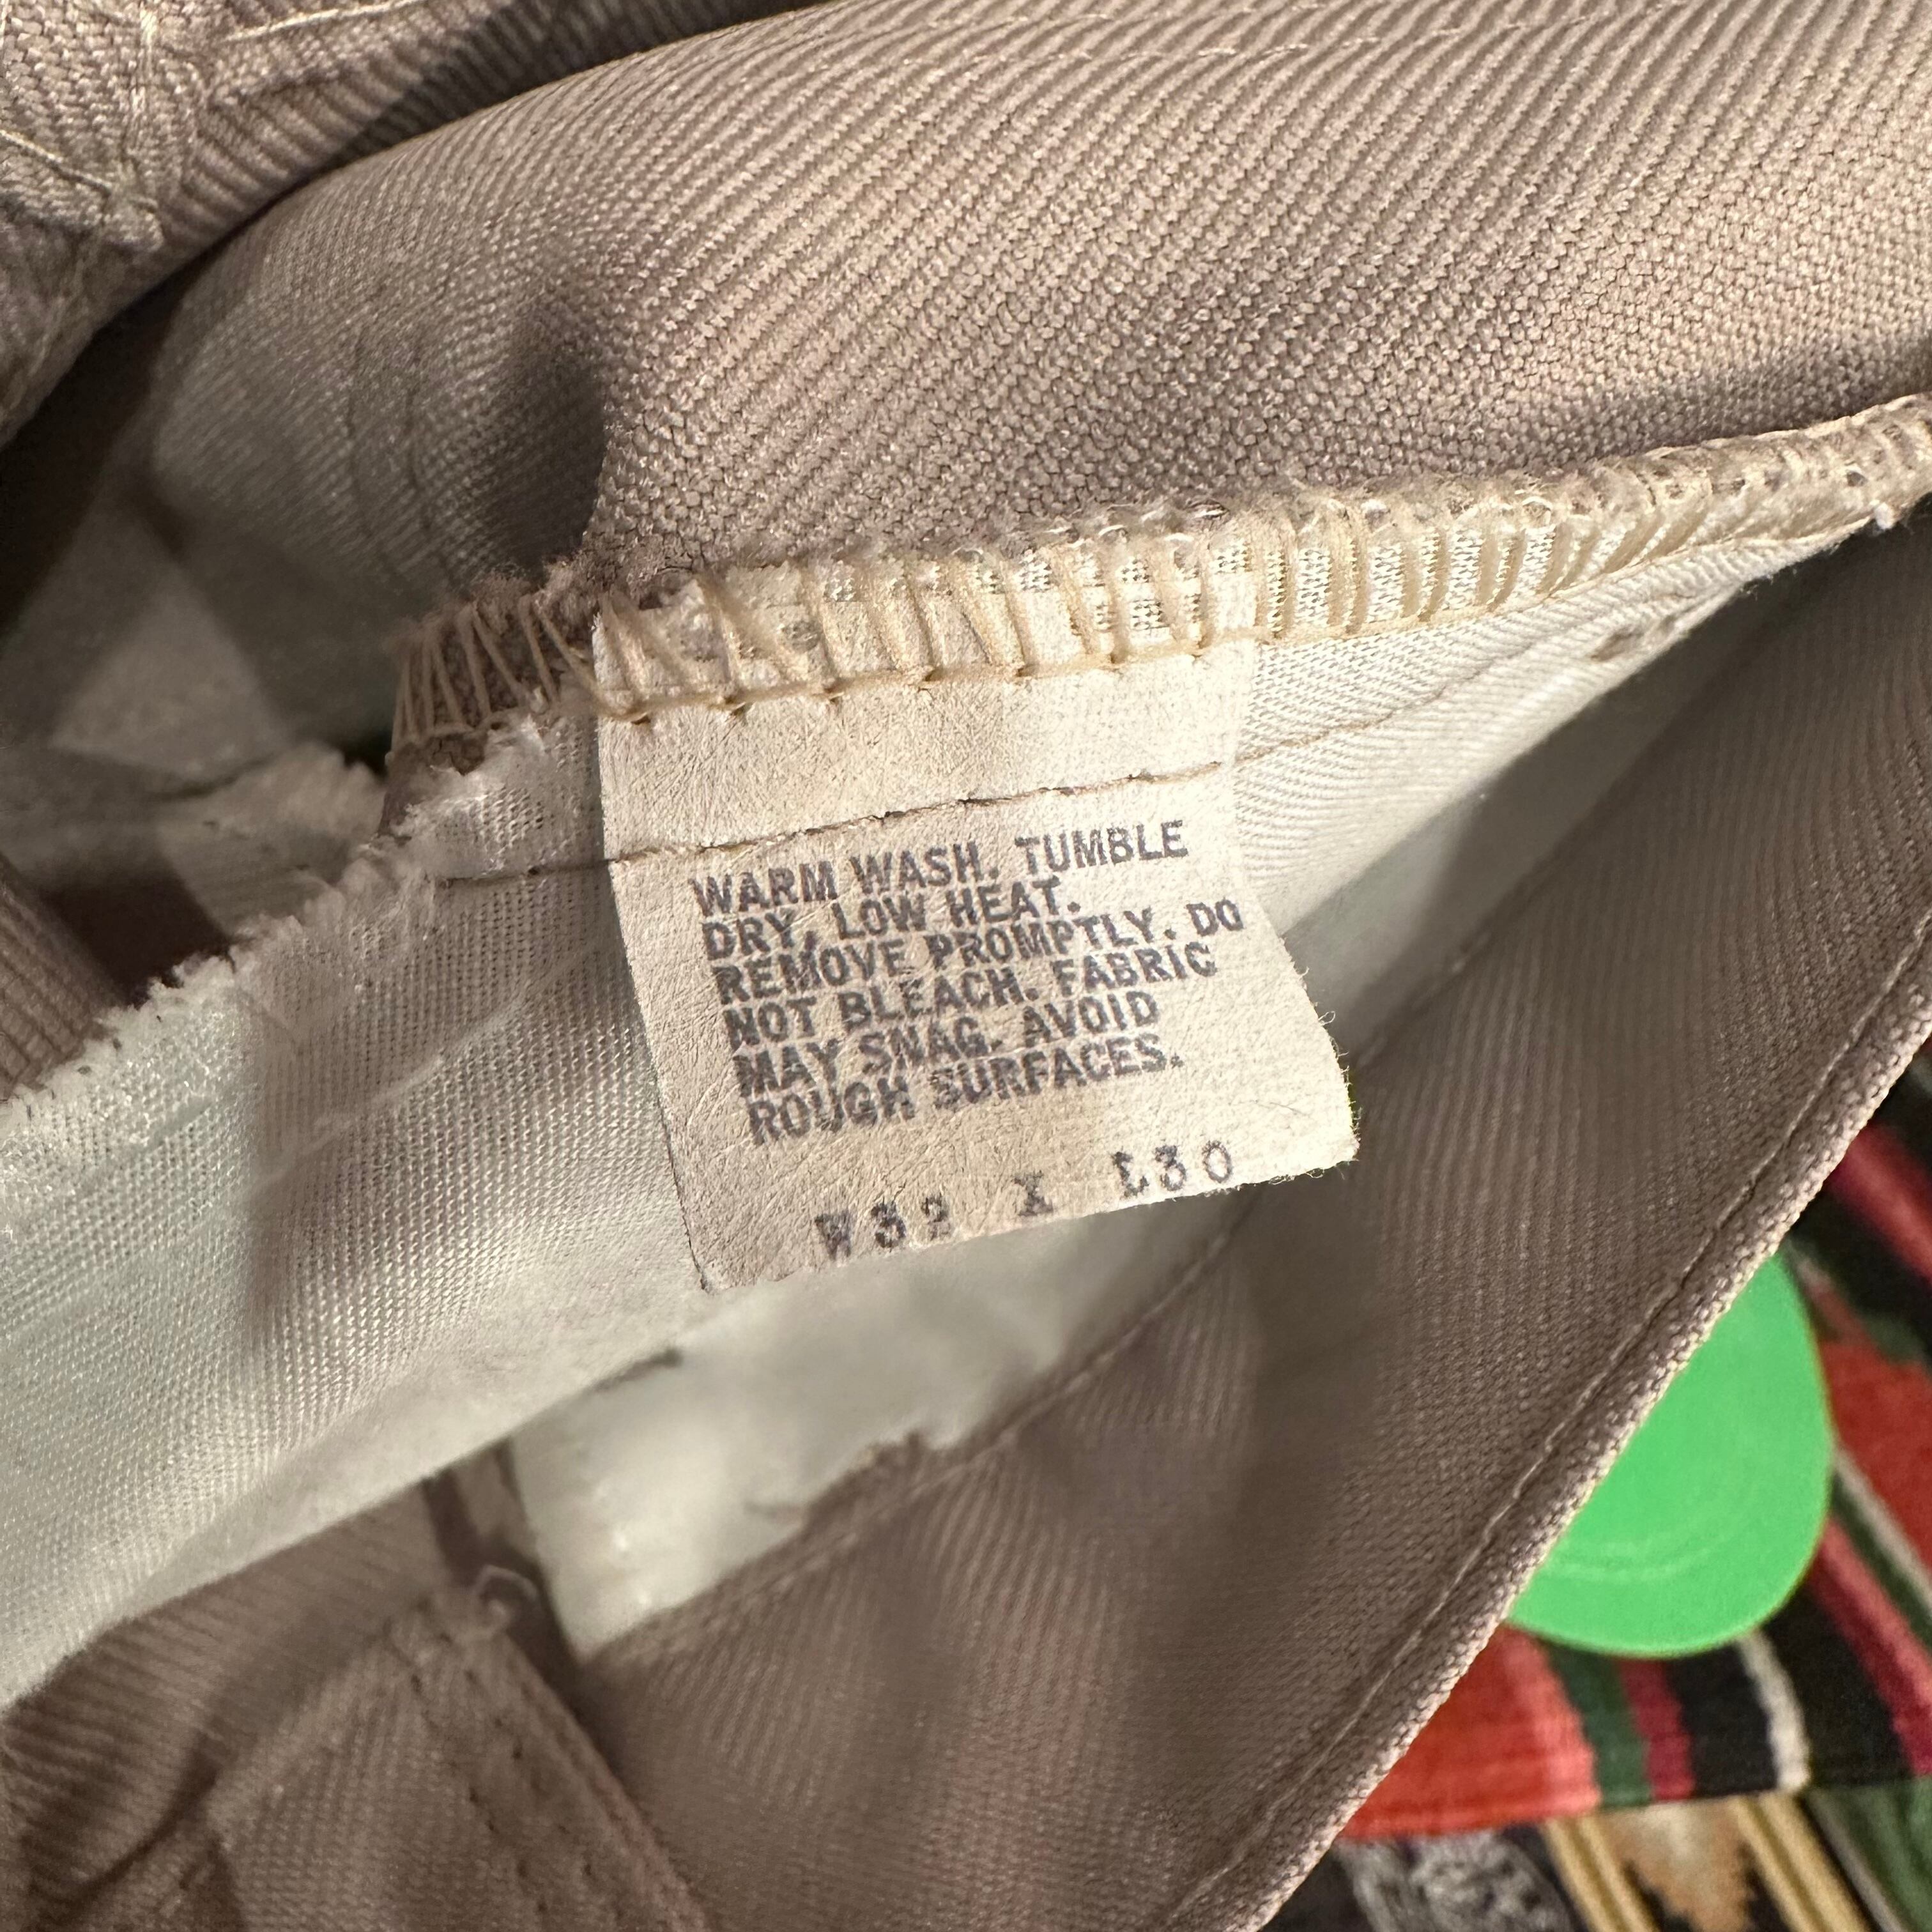 WARM WASH. TUMBLE
DRY, LOW HEAT.
REMOVE PROMPTLY. DO
NOT BLEACH. FABRIC
MAY SNAG. AVOID
ROUGH SURFACES.
W32 X L30